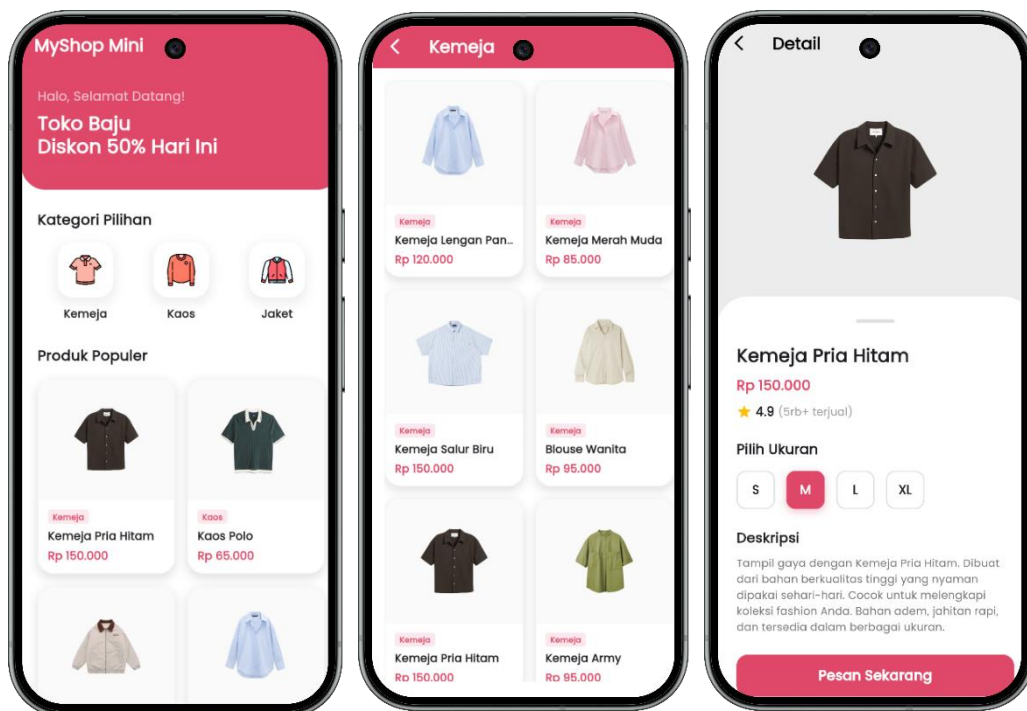 MyShop Mini
Halo, Selamat Datang!
Toko Baju
Diskon 50% Hari Ini
Kategori Pilihan
Kemeja
Kaos
Jaket
Produk Populer
Kemeja
Kemeja Pria Hitam
Rp 150.000
Kaos
Kaos Polo
Rp 65.000
Kemeja
Kemeja
Kemeja Lengan Pan...
Rp 120.000
Kemeja
Kemeja Merah Muda
Rp 85.000
Kemeja
Kemeja Salur Biru
Rp 150.000
Kemeja
Blouse Wanita
Rp 95.000
Kemeja
Kemeja Pria Hitam
Rp 150.000
Kemeja
Kemeja Army
Rp 95.000
Detail
Kemeja Pria Hitam
Rp 150.000
4.9 (5rb+ terjual)
Pilih Ukuran
S M L XL
Deskripsi
Tampil gaya dengan Kemeja Pria Hitam. Dibuat
dari bahan berkualitas tinggi yang nyaman
dipakai sehari-hari. Cocok untuk melengkapi
koleksi fashion Anda. Bahan adem, jahitan rapi,
dan tersedia dalam berbagai ukuran.
Pesan Sekarang